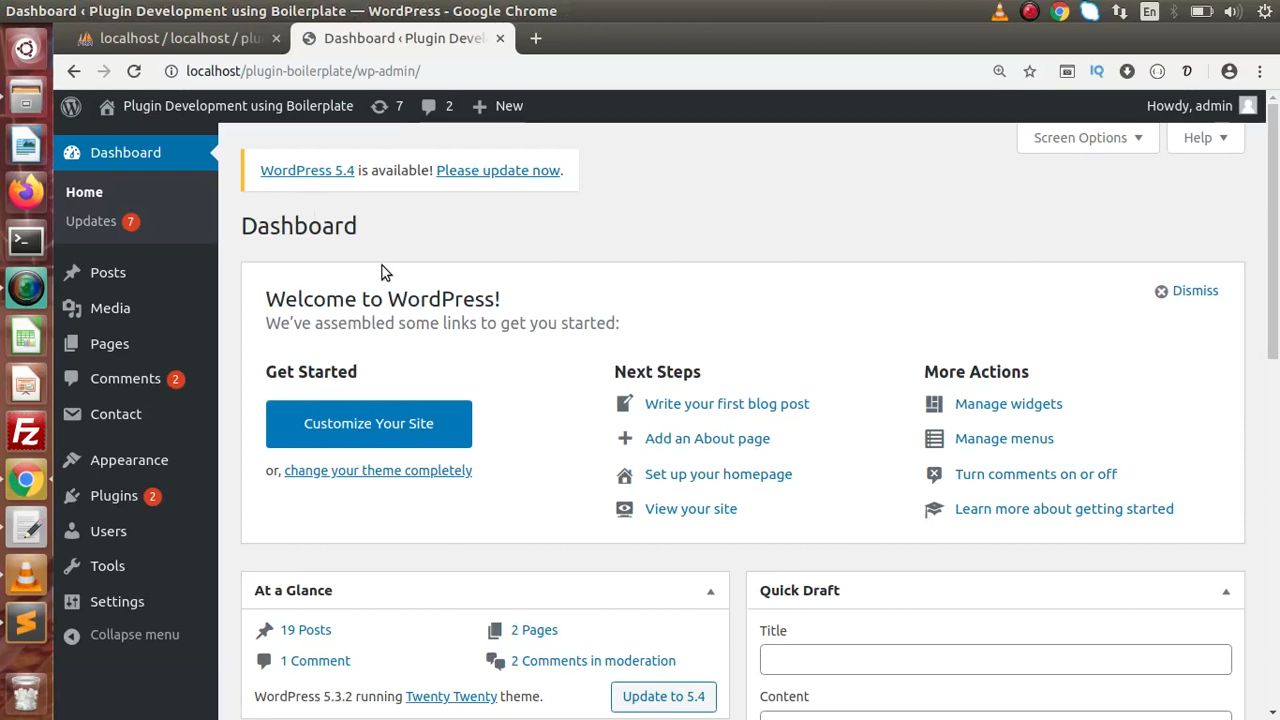 Dashboard ‹ Plugin Development using Boilerplate — WordPress - Google Chrome
En
localhost / localhost / plu
Dashboard ‹ Plugin Devel
localhost/plugin-boilerplate/wp-admin/
IQ
Plugin Development using Boilerplate 7 2 New
Howdy, admin
Dashboard
Screen Options
Help
WordPress 5.4 is available! Please update now.
Home
Updates 7
Dashboard
Posts
Welcome to WordPress!
Dismiss
Media
We've assembled some links to get you started:
Pages
Get Started
Next Steps
More Actions
Comments 2
Customize Your Site
Write your first blog post
Manage widgets
Contact
Add an About page
Manage menus
Appearance
or, change your theme completely
Set up your homepage
Turn comments on or off
Plugins 2
View your site
Learn more about getting started
Users
Tools
At a Glance
Quick Draft
Settings
19 Posts
2 Pages
Title
Collapse menu
1 Comment
2 Comments in moderation
WordPress 5.3.2 running Twenty Twenty theme.
Update to 5.4
Content